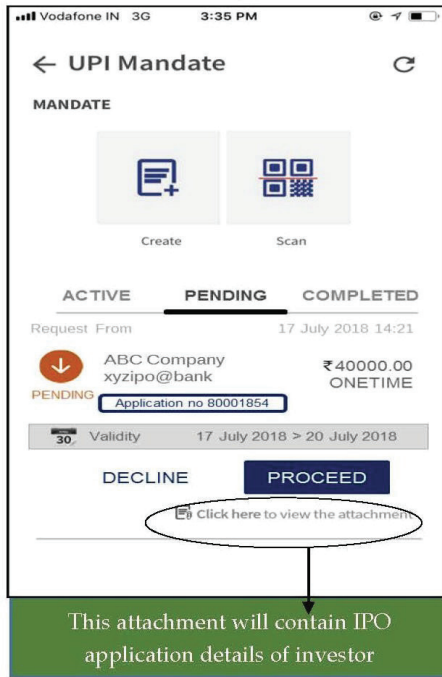 Vodafone IN 3G 3:35 PM
← UPI Mandate
MANDATE
Create Scan
ACTIVE PENDING COMPLETED
Request From 17 July 2018 14:21
ABC Company ₹40000.00
xyzipo@bank ONETIME
PENDING
Application no 80001854
30 Validity 17 July 2018 > 20 July 2018
DECLINE PROCEED
Click here to view the attachment
This attachment will contain IPO
application details of investor